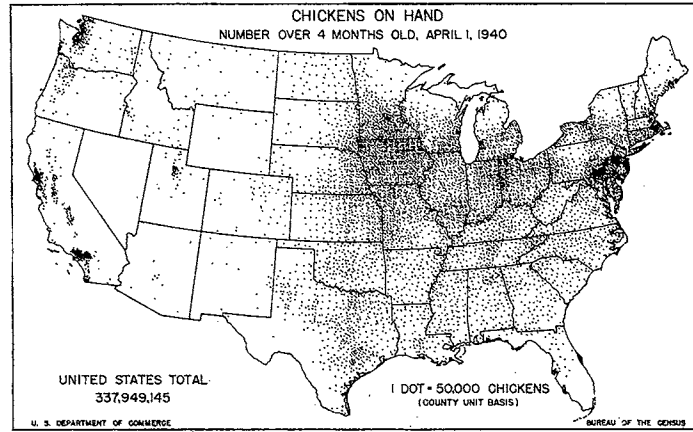 CHICKENS ON HAND
NUMBER OVER 4 MONTHS OLD, APRIL 1, 1940
UNITED STATES TOTAL
337,949,145
1 DOT = 50,000 CHICKENS
(COUNTY UNIT BASIS)
U. S. DEPARTMENT OF COMMERCE
BUREAU OF THE CENSUS